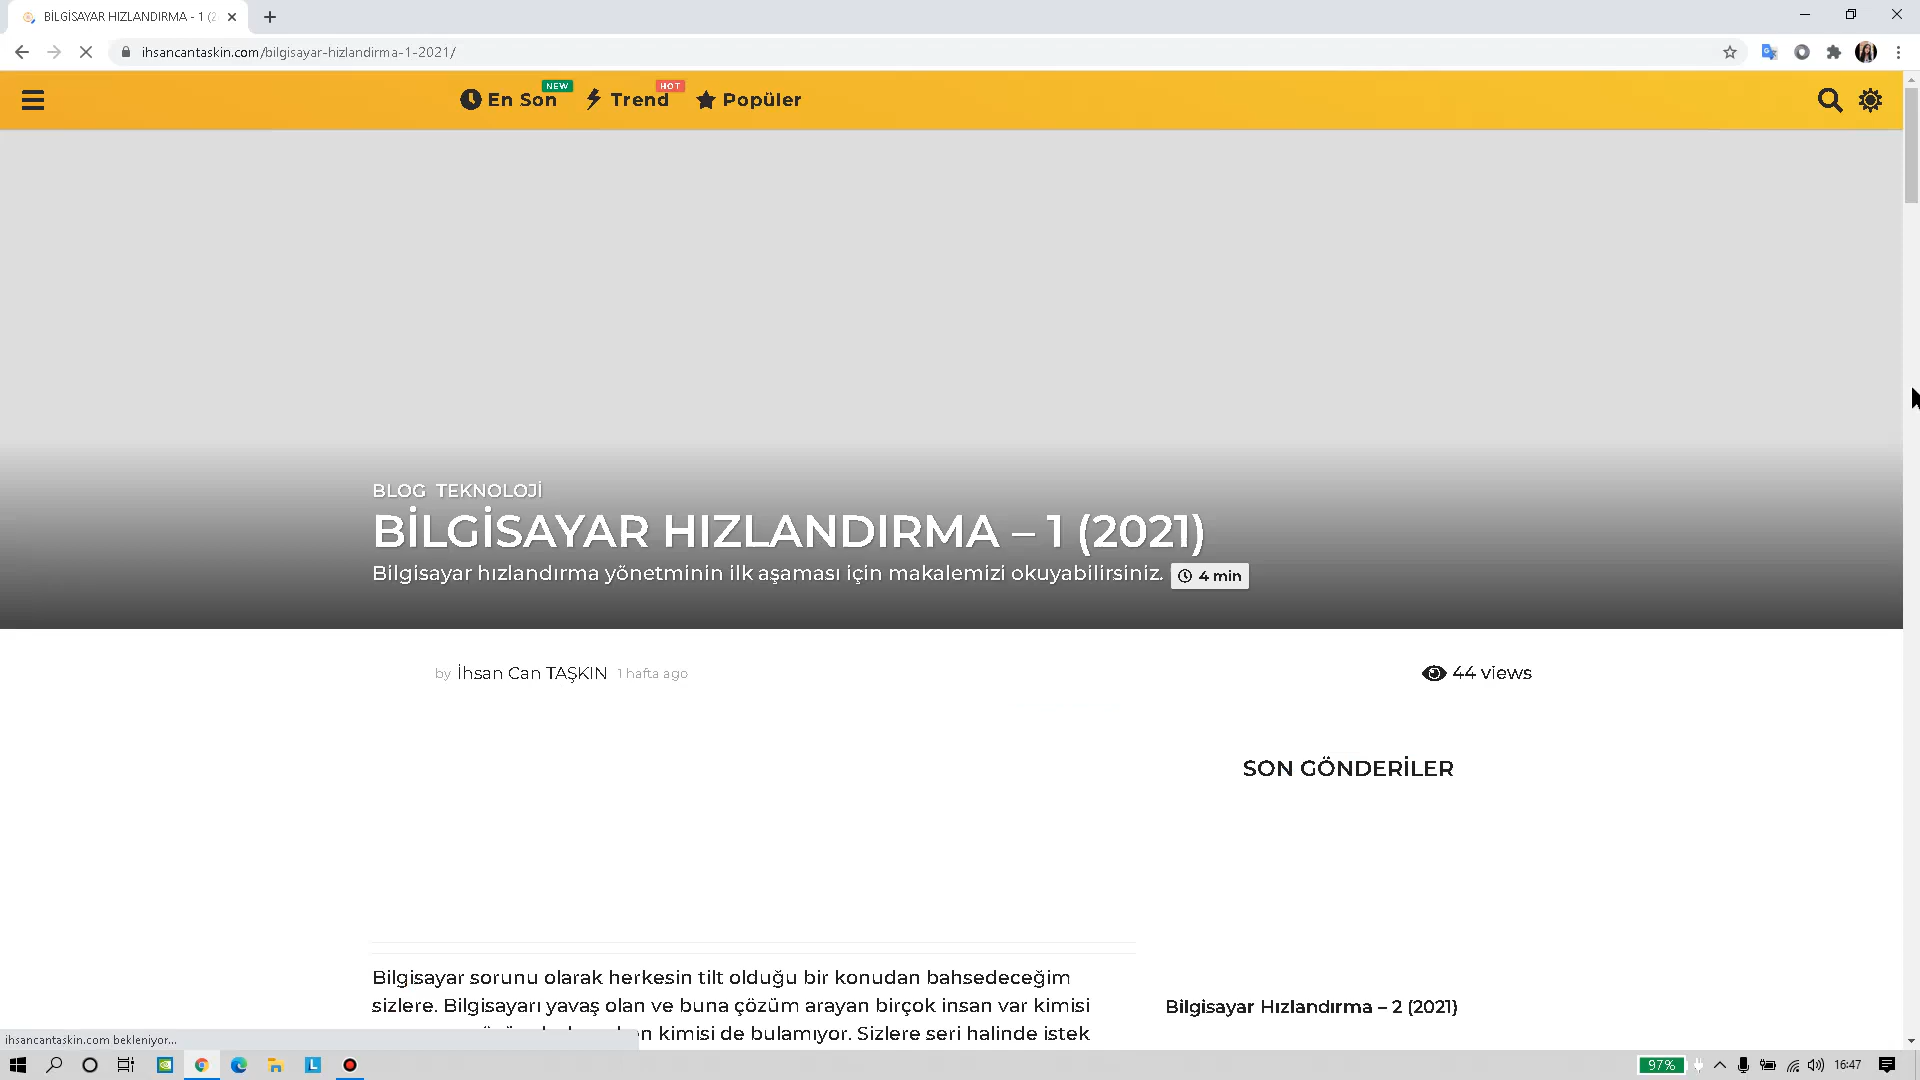 BİLGİSAYAR HIZLANDIRMA - 1 (2
ihsancantaskin.com/bilgisayar-hizlandirma-1-2021/
En Son NEW Trend HOT Popüler
BLOG TEKNOLOJİ
BİLGİSAYAR HIZLANDIRMA – 1 (2021)
Bilgisayar hızlandırma yönetminin ilk aşaması için makalemizi okuyabilirsiniz. 4 min
by İhsan Can TAŞKIN 1 hafta ago
44 views
SON GÖNDERİLER
Bilgisayar sorunu olarak herkesin tilt olduğu bir konudan bahsedeceğim
sizlere. Bilgisayarı yavaş olan ve buna çözüm arayan birçok insan var kimisi
kimisi de bulamıyor. Sizlere seri halinde istek
Bilgisayar Hızlandırma – 2 (2021)
ihsancantaskin.com bekleniyor...
97%
16:47